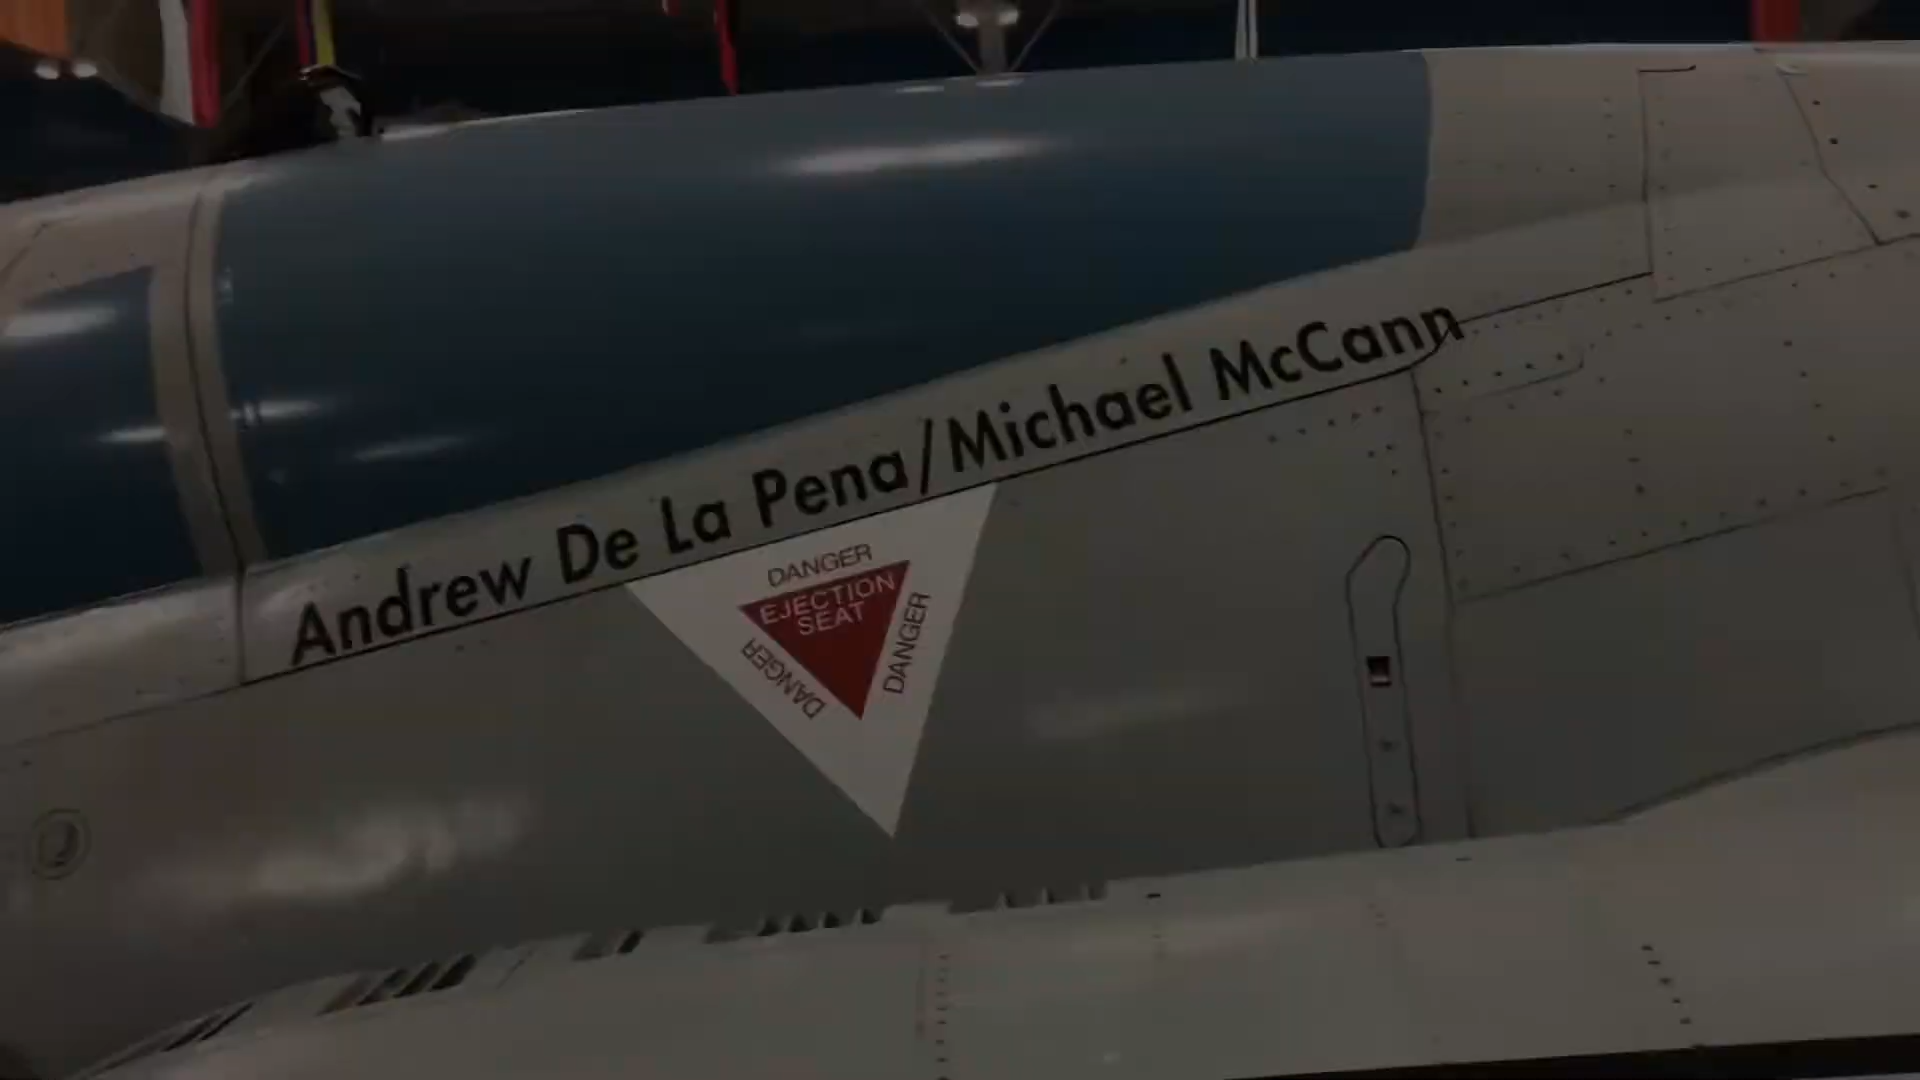 Andrew De La Pena/Michael McCann
DANGER
EJECTION
SEAT
DANGER
DANGER